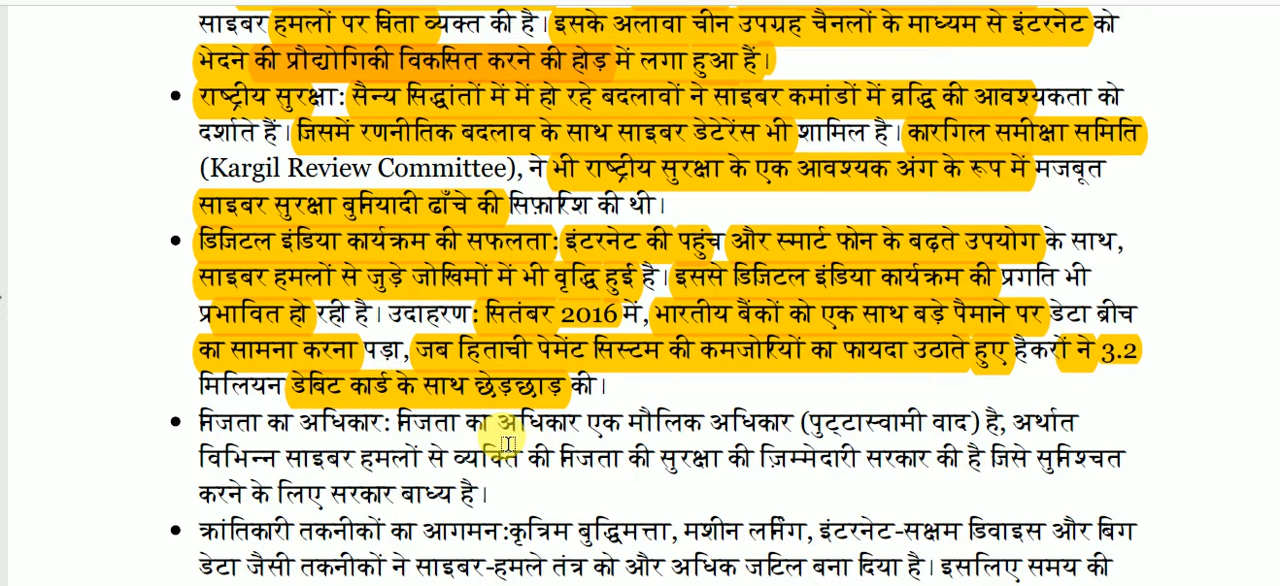 साइबर हमलों पर चिंता व्यक्त की है। इसके अलावा चीन उपग्रह चैनलों के माध्यम से इंटरनेट को
भेदने की प्रौद्योगिकी विकसित करने की होड़ में लगा हुआ हैं।
• राष्ट्रीय सुरक्षा: सैन्य सिद्धांतों में में हो रहे बदलावों ने साइबर कमांडों में व्रद्धि की आवश्यकता को
दर्शाते हैं। जिसमें रणनीतिक बदलाव के साथ साइबर डेटेरेंस भी शामिल है। कारगिल समीक्षा समिति
(Kargil Review Committee), ने भी राष्ट्रीय सुरक्षा के एक आवश्यक अंग के रूप में मजबूत
साइबर सुरक्षा बुनियादी ढाँचे की सिफ़ारिश की थी।
• डिजिटल इंडिया कार्यक्रम की सफलता: इंटरनेट की पहुंच और स्मार्ट फोन के बढ़ते उपयोग के साथ,
साइबर हमलों से जुड़े जोखिमों में भी वृद्धि हुई है। इससे डिजिटल इंडिया कार्यक्रम की प्रगति भी
प्रभावित हो रही है। उदाहरण: सितंबर 2016 में, भारतीय बैंकों को एक साथ बड़े पैमाने पर डेटा ब्रीच
का सामना करना पड़ा, जब हिताची पेमेंट सिस्टम की कमजोरियों का फायदा उठाते हुए हैकरों ने 3.2
मिलियन डेबिट कार्ड के साथ छेड़छाड़ की।
• निजता का अधिकार: निजता का अधिकार एक मौलिक अधिकार (पुट्टास्वामी वाद) है, अर्थात
विभिन्न साइबर हमलों से व्यक्ति की निजता की सुरक्षा की ज़िम्मेदारी सरकार की है जिसे सुनिश्चत
करने के लिए सरकार बाध्य है।
• क्रांतिकारी तकनीकों का आगमन:कृत्रिम बुद्धिमत्ता, मशीन लर्निंग, इंटरनेट-सक्षम डिवाइस और बिग
डेटा जैसी तकनीकों ने साइबर-हमले तंत्र को और अधिक जटिल बना दिया है। इसलिए समय की